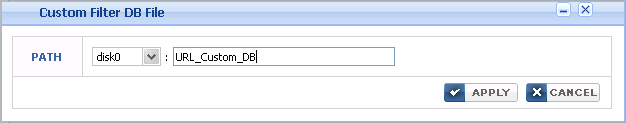 Custom Filter DB File
PATH disk0 : URL_Custom_DB
APPLY CANCEL